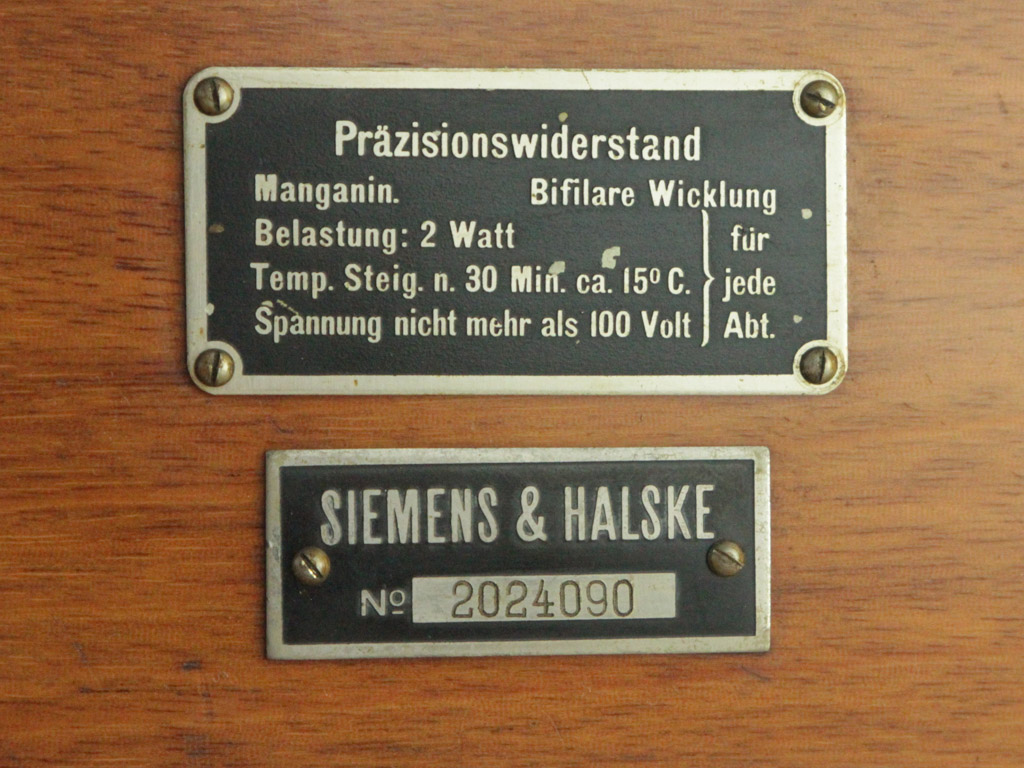 Präzisionswiderstand
Manganin. Bifilare Wicklung
Belastung: 2 Watt } für
Temp. Steig. n. 30 Min. ca. 15º C. } jede
Spannung nicht mehr als 100 Volt } Abt.
SIEMENS & HALSKE
Nº 2024090